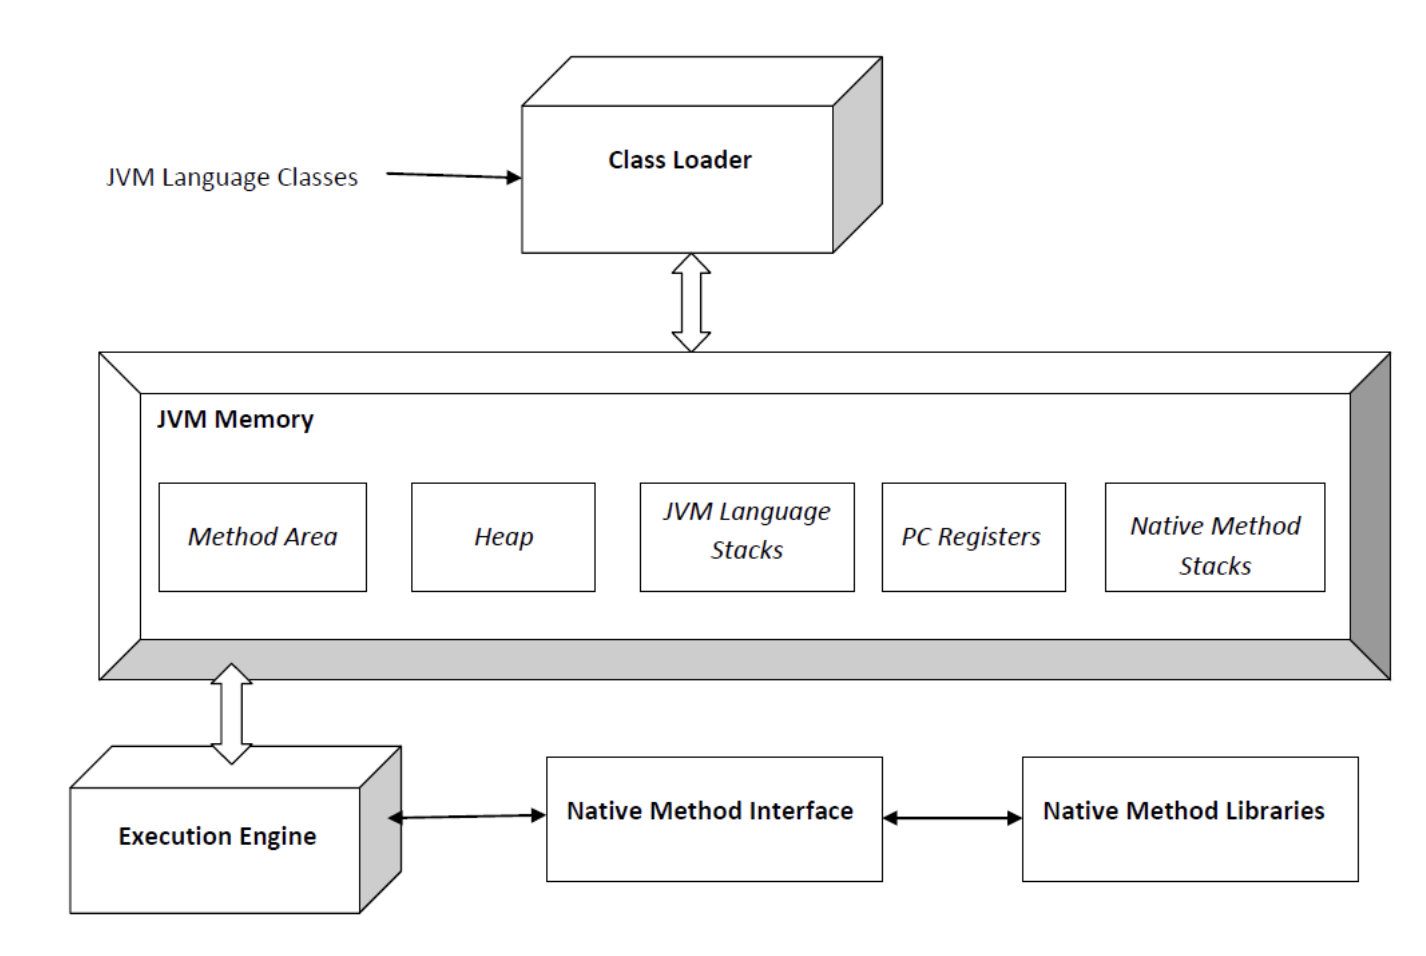 Class Loader
JVM Language Classes
JVM Memory
Method Area
Heap
JVM Language
Stacks
PC Registers
Native Method
Stacks
Execution Engine
Native Method Interface
Native Method Libraries